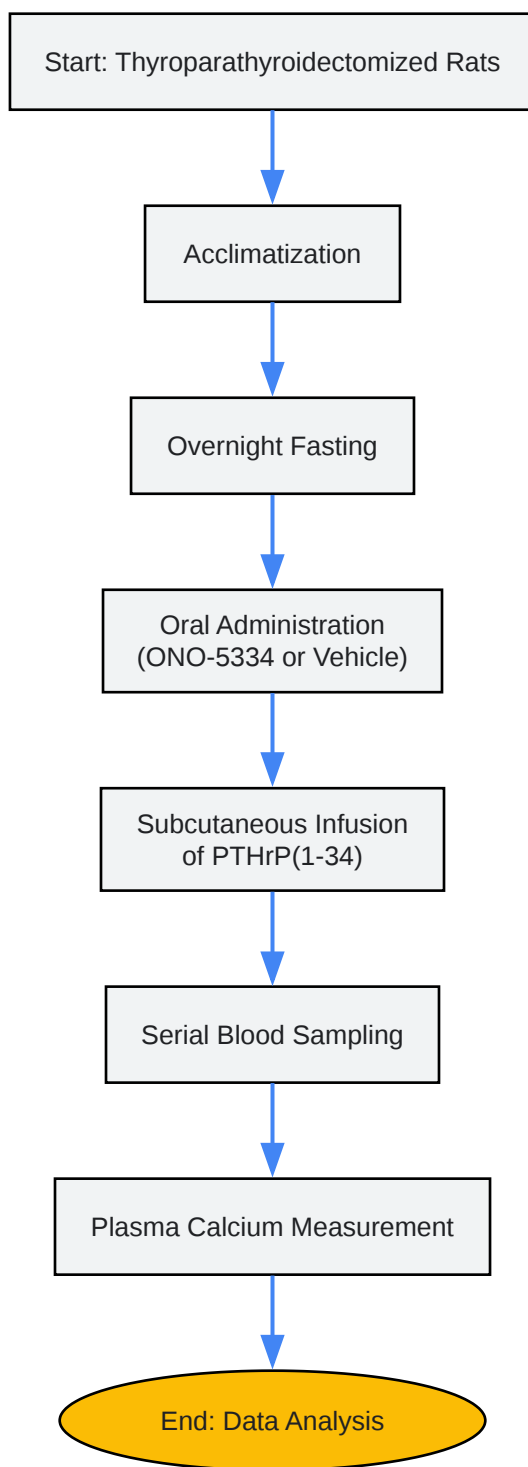 Start: Thyroparathyroidectomized Rats
Acclimatization
Overnight Fasting
Oral Administration
(ONO-5334 or Vehicle)
Subcutaneous Infusion
of PTHrP(1-34)
Serial Blood Sampling
Plasma Calcium Measurement
End: Data Analysis